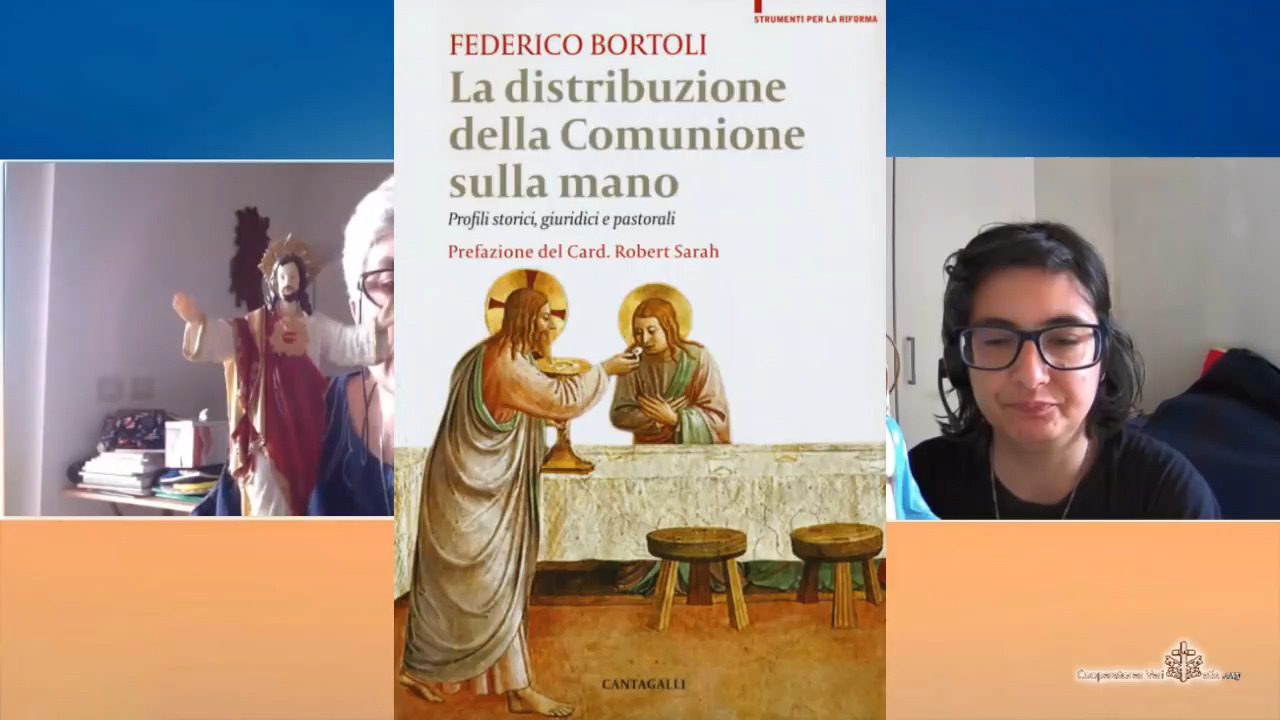 STRUMENTI PER LA RIFORMA
FEDERICO BORTOLI
La distribuzione
della Comunione
sulla mano
Profili storici, giuridici e pastorali
Prefazione del Card. Robert Sarah
CANTAGALLI
.org